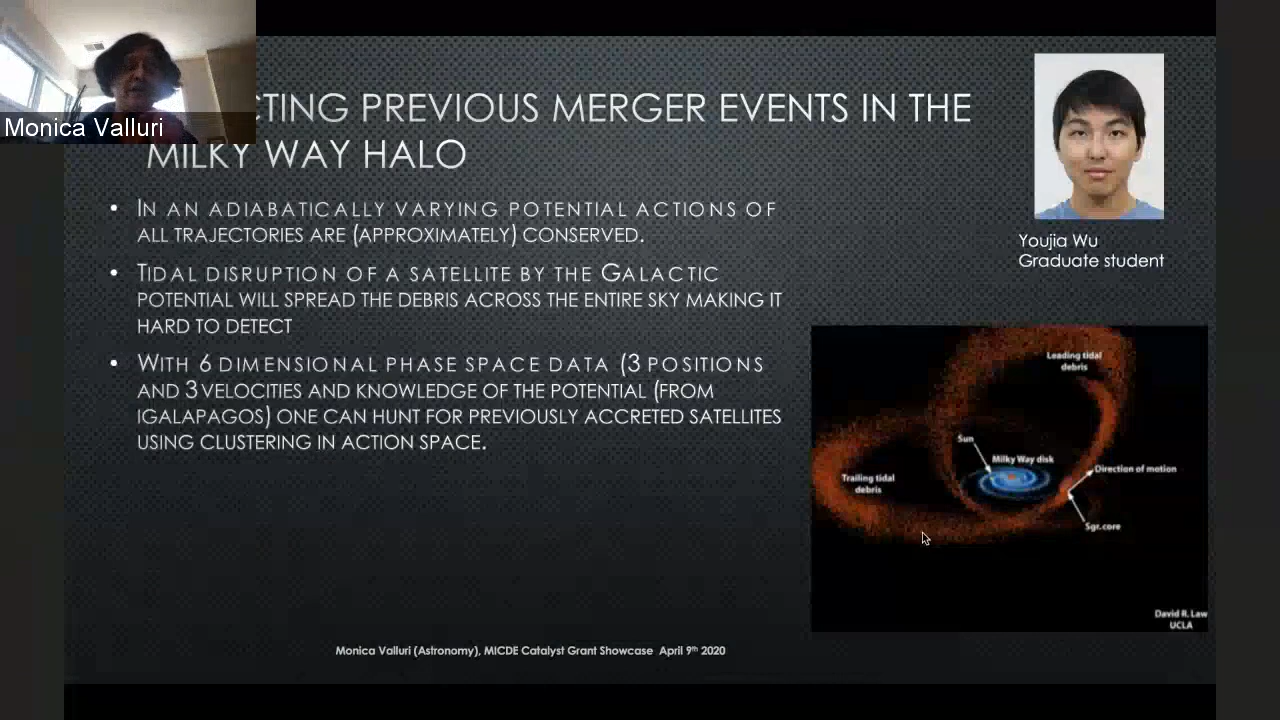 Monica Valluri
CTING PREVIOUS MERGER EVENTS IN THE
MILKY WAY HALO
• IN AN ADIABATICALLY VARYING POTENTIAL ACTIONS OF
ALL TRAJECTORIES ARE (APPROXIMATELY) CONSERVED.
• TIDAL DISRUPTION OF A SATELLITE BY THE GALACTIC
POTENTIAL WILL SPREAD THE DEBRIS ACROSS THE ENTIRE SKY MAKING IT
HARD TO DETECT
• WITH 6 DIMENSIONAL PHASE SPACE DATA (3 POSITIONS
AND 3 VELOCITIES AND KNOWLEDGE OF THE POTENTIAL (FROM
IGALAPAGOS) ONE CAN HUNT FOR PREVIOUSLY ACCRETED SATELLITES
USING CLUSTERING IN ACTION SPACE.
Youjia Wu
Graduate student
Leading tidal
debris
Sun
Milky Way disk
Direction of motion
Trailing tidal
debris
Sgr. core
David R. Law
UCLA
Monica Valluri (Astronomy), MICDE Catalyst Grant Showcase April 9th 2020